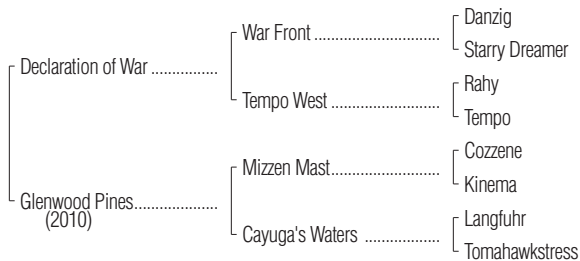 Danzig
War Front ............................
Starry Dreamer
Declaration of War ...............
Rahy
Tempo West ........................
Tempo
Cozzene
Mizzen Mast........................
Kinema
Glenwood Pines...................
(2010)
Langfuhr
Cayuga's Waters .................
Tomahawkstress